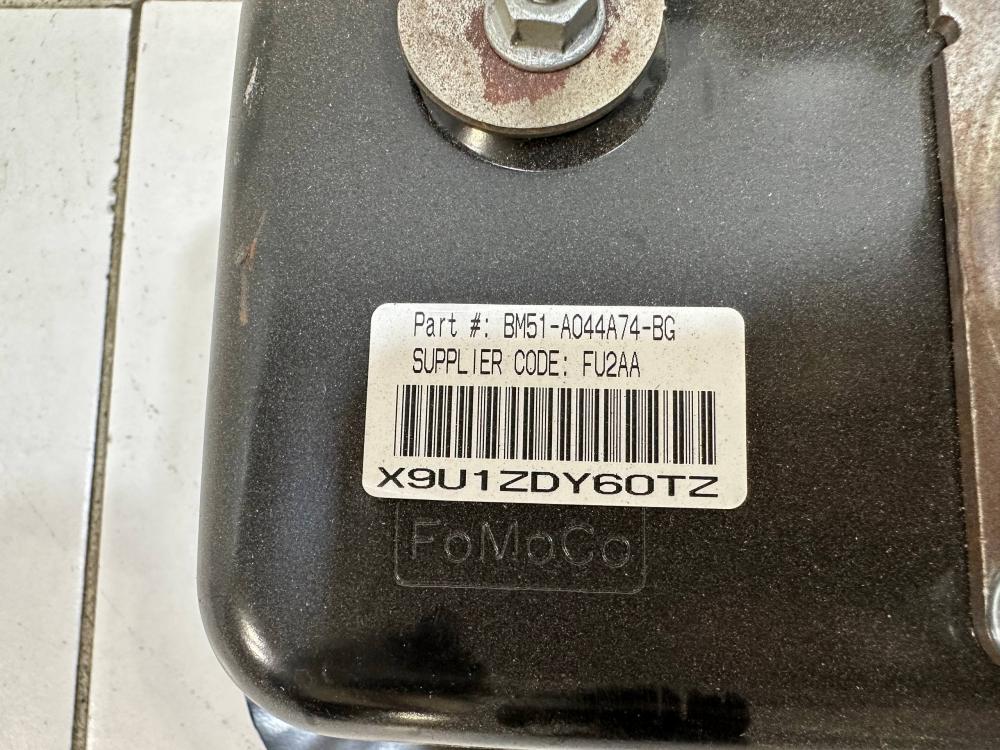 Part #: BM51-A044A74-BG
SUPPLIER CODE: FU2AA
X9U1ZDY60TZ
FoMoCo